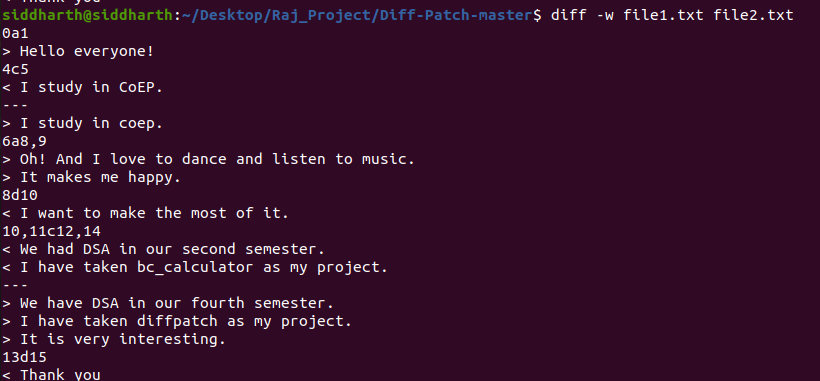 Thank you
siddharth@siddharth:~/Desktop/Raj_Project/Diff-Patch-master$ diff -w file1.txt file2.txt
0a1
> Hello everyone!
4c5
< I study in CoEP.
---
> I study in coep.
6a8,9
> Oh! And I love to dance and listen to music.
> It makes me happy.
8d10
< I want to make the most of it.
10,11c12,14
< We had DSA in our second semester.
< I have taken bc_calculator as my project.
---
> We have DSA in our fourth semester.
> I have taken diffpatch as my project.
> It is very interesting.
13d15
< Thank you